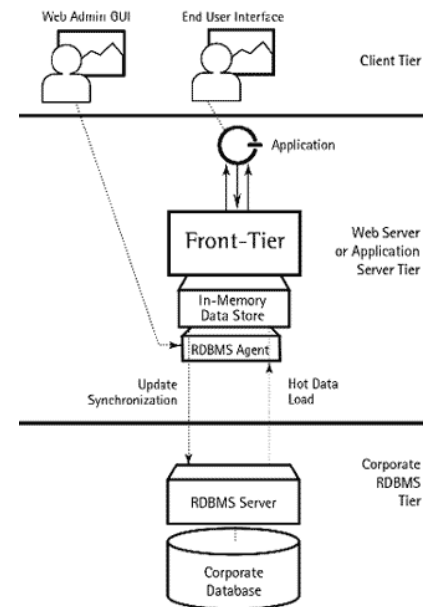 Web Admin GUI
End User Interface
Client Tier
Application
Front-Tier
Web Server
or Application
Server Tier
In-Memory
Data Store
RDBMS Agent
Update
Synchronization
Hot Data
Load
Corporate
RDBMS
Tier
RDBMS Server
Corporate
Database